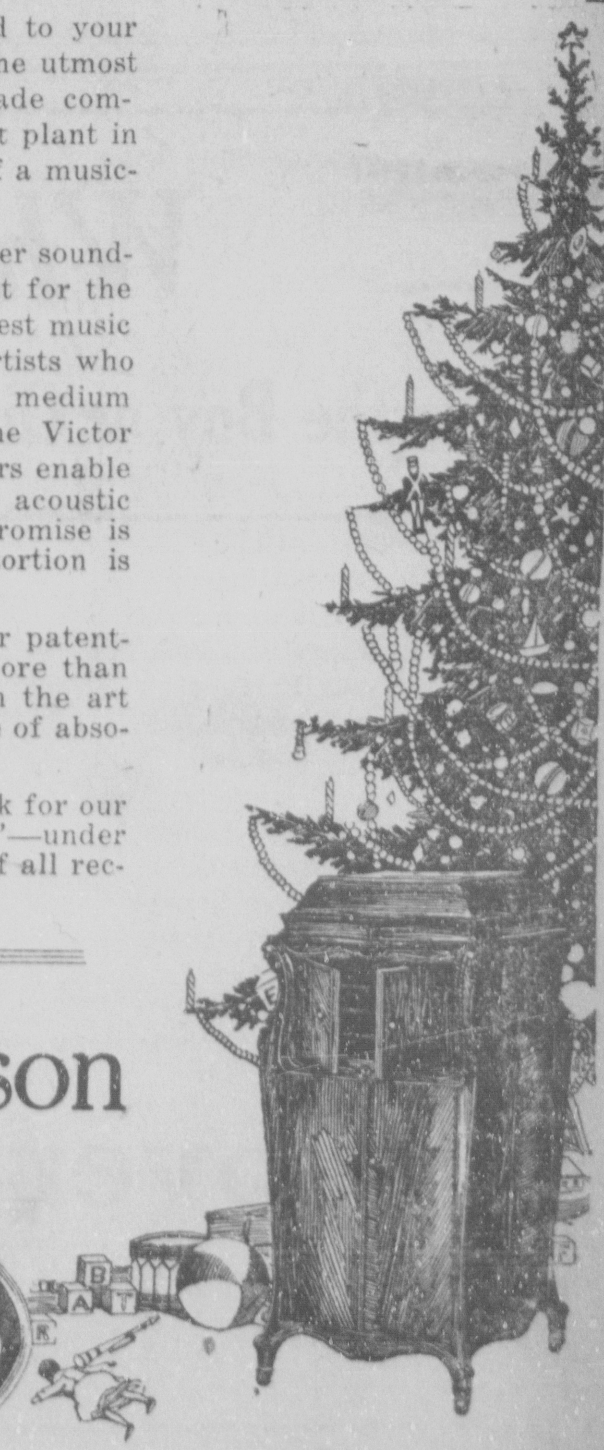 d to your
he utmost
ade com-
t plant in
f a music-
er sound-
t for the
est music
rtists who
medium
ne Victor
rs enable
acoustic
romise is
ortion is
r patent-
ore than
n the art
e of abso-
k for our
"—under
f all rec-
son
B
A T
R